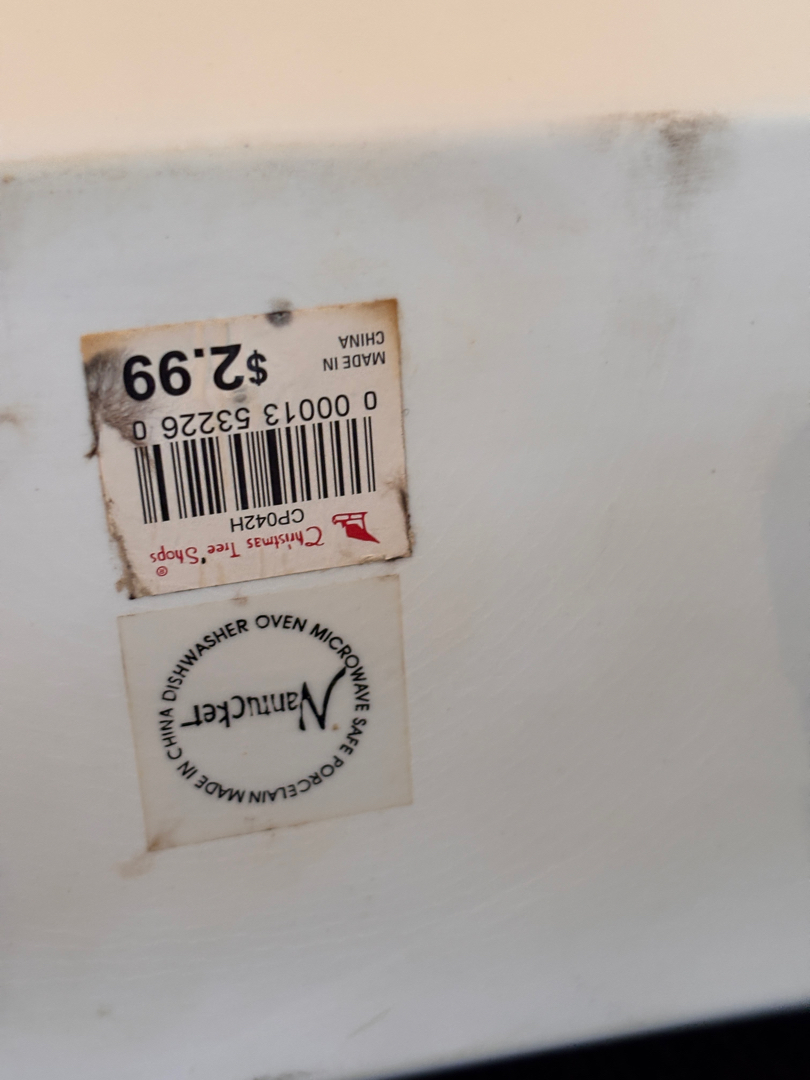 Christmas Tree Shops®
CP042H
0 00013 53226 0
$2.99
MADE IN
CHINA
Nantucket
DISHWASHER OVEN MICROWAVE SAFE PORCELAIN MADE IN CHINA